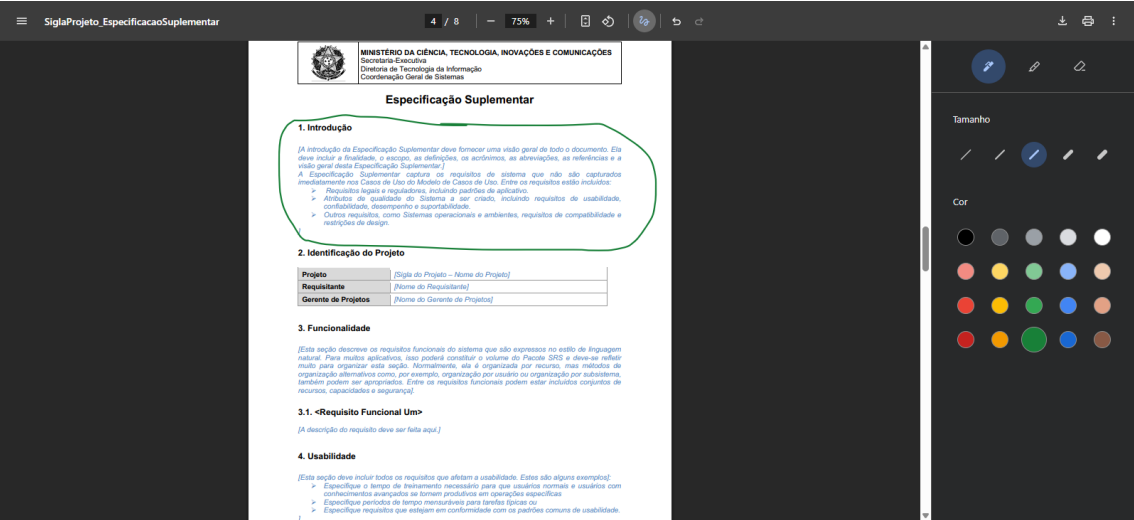 SiglaProjeto_EspecificacaoSuplementar
4 / 8
75%
MINISTÉRIO DA CIÊNCIA, TECNOLOGIA, INOVAÇÕES E COMUNICAÇÕES
Secretaria-Executiva
Diretoria de Tecnologia da Informação
Coordenação Geral de Sistemas
Especificação Suplementar
1. Introdução
[A introdução da Especificação Suplementar deve fornecer uma visão geral de todo o documento. Ela
deve incluir a finalidade, o escopo, as definições, os acrônimos, as abreviações, as referências e a
visão geral desta Especificação Suplementar.]
A Especificação Suplementar captura os requisitos de sistema que não são capturados
imediatamente nos Casos de Uso do Modelo de Casos de Uso. Entre os requisitos estão incluídos:
➢ Requisitos legais e reguladores, incluindo padrões de aplicativo.
➢ Atributos de qualidade do Sistema a ser criado, incluindo requisitos de usabilidade,
confiabilidade, desempenho e suportabilidade.
➢ Outros requisitos, como Sistemas operacionais e ambientes, requisitos de compatibilidade e
restrições de design.
]
2. Identificação do Projeto
Projeto [Sigla do Projeto – Nome do Projeto]
Requisitante [Nome do Requisitante]
Gerente de Projetos [Nome do Gerente de Projetos]
3. Funcionalidade
[Esta seção descreve os requisitos funcionais do sistema que são expressos no estilo de linguagem
natural. Para muitos aplicativos, isso poderá constituir o volume do Pacote SRS e deve-se refletir
muito para organizar esta seção. Normalmente, ela é organizada por recurso, mas métodos de
organização alternativos como, por exemplo, organização por usuário ou organização por subsistema,
também podem ser apropriados. Entre os requisitos funcionais podem estar incluídos conjuntos de
recursos, capacidades e segurança].
3.1. <Requisito Funcional Um>
[A descrição do requisito deve ser feita aqui.]
4. Usabilidade
[Esta seção deve incluir todos os requisitos que afetam a usabilidade. Estes são alguns exemplos]:
➢ Especifique o tempo de treinamento necessário para que usuários normais e usuários com
conhecimentos avançados se tornem produtivos em operações específicas
➢ Especifique períodos de tempo mensuráveis para tarefas típicas ou
➢ Especifique requisitos que estejam em conformidade com os padrões comuns de usabilidade.
]
Tamanho
Cor